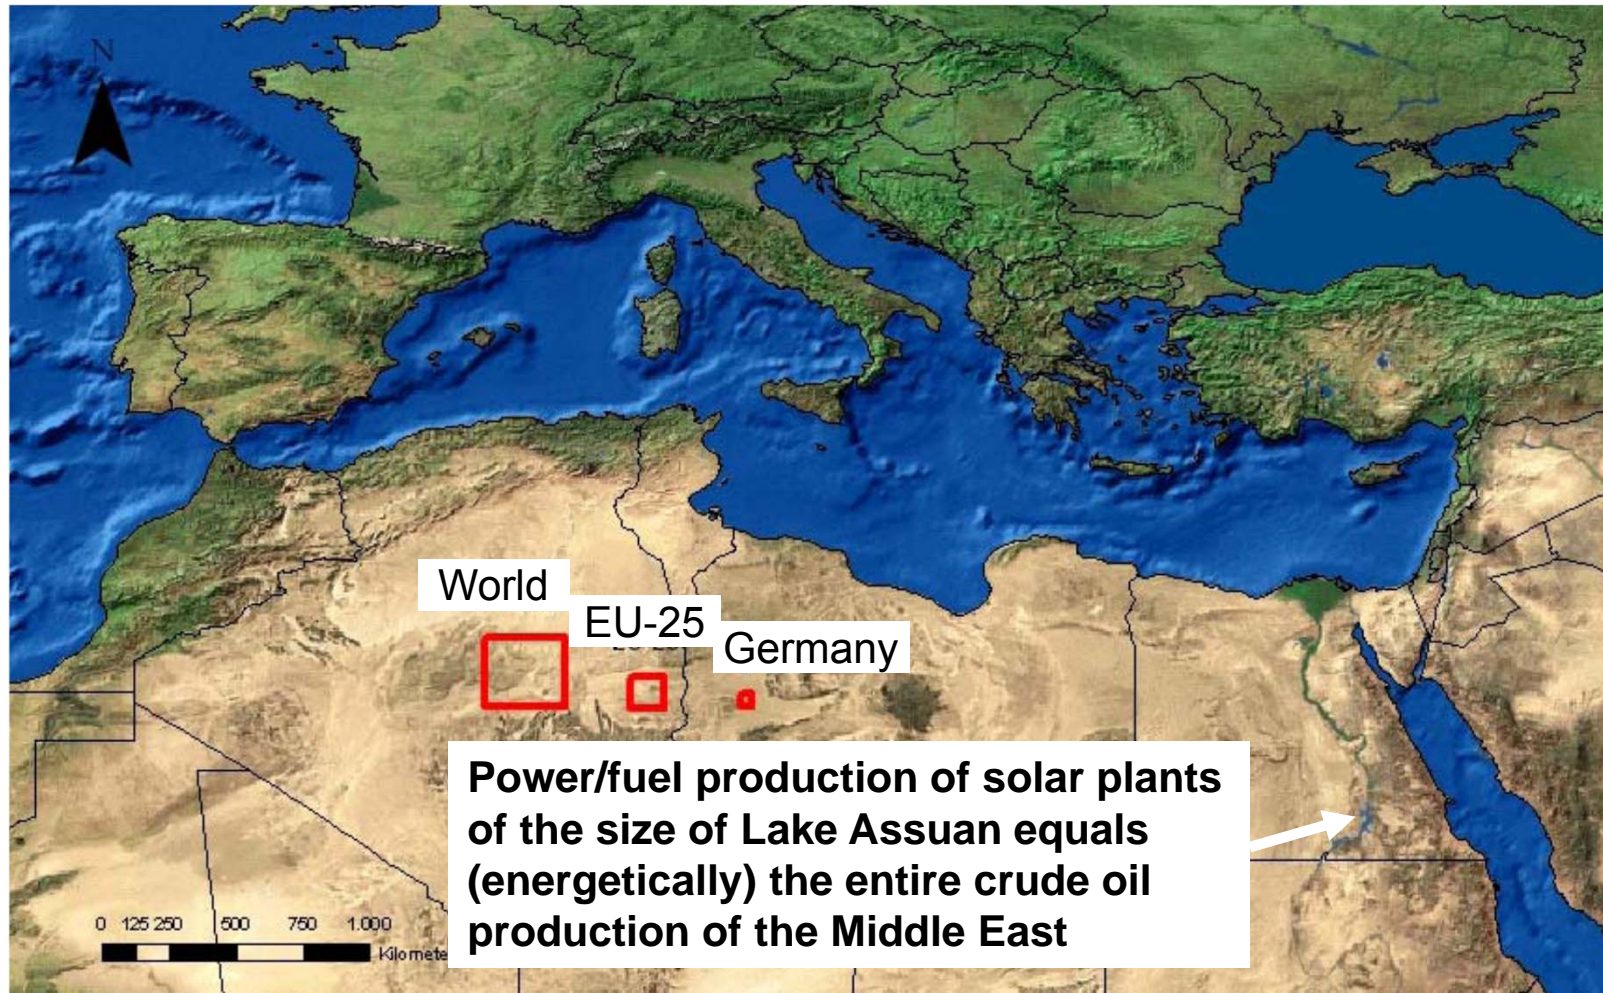 N
World
EU-25
Germany
Power/fuel production of solar plants
of the size of Lake Assuan equals
(energetically) the entire crude oil
production of the Middle East
0 125 250 500 750 1.000
Kilomete